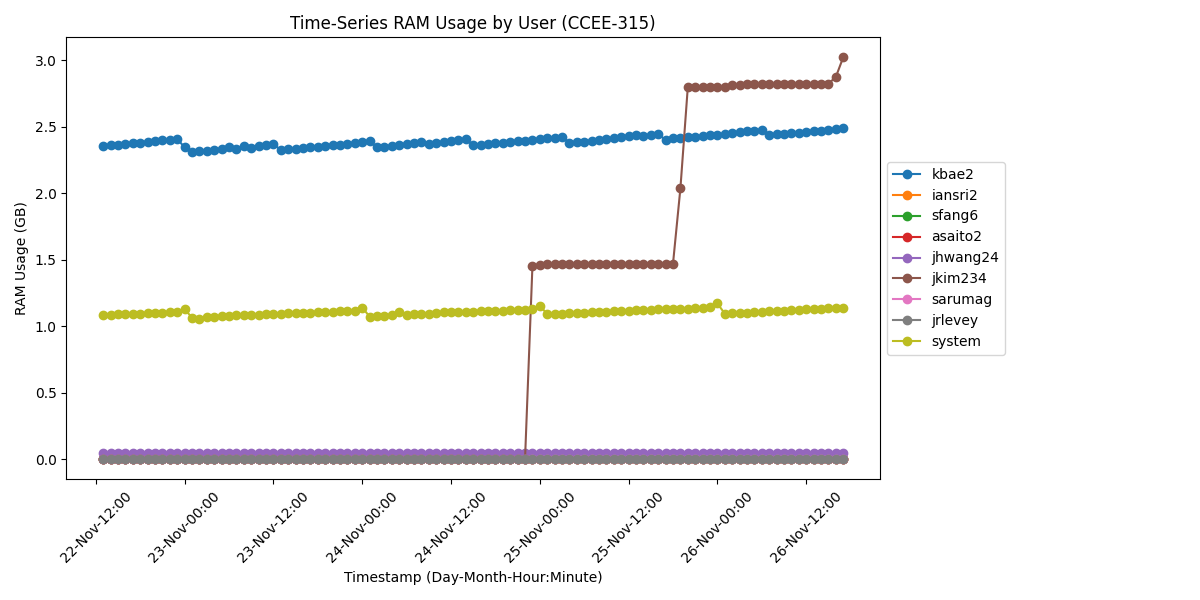 Time-Series RAM Usage by User (CCEE-315)
RAM Usage (GB)
3.0
2.5
2.0
1.5
1.0
0.5
0.0
22-Nov-12:00
23-Nov-00:00
23-Nov-12:00
24-Nov-00:00
24-Nov-12:00
25-Nov-00:00
25-Nov-12:00
26-Nov-00:00
26-Nov-12:00
Timestamp (Day-Month-Hour:Minute)
kbae2
iansri2
sfang6
asaito2
jhwang24
jkim234
sarumag
jrlevey
system